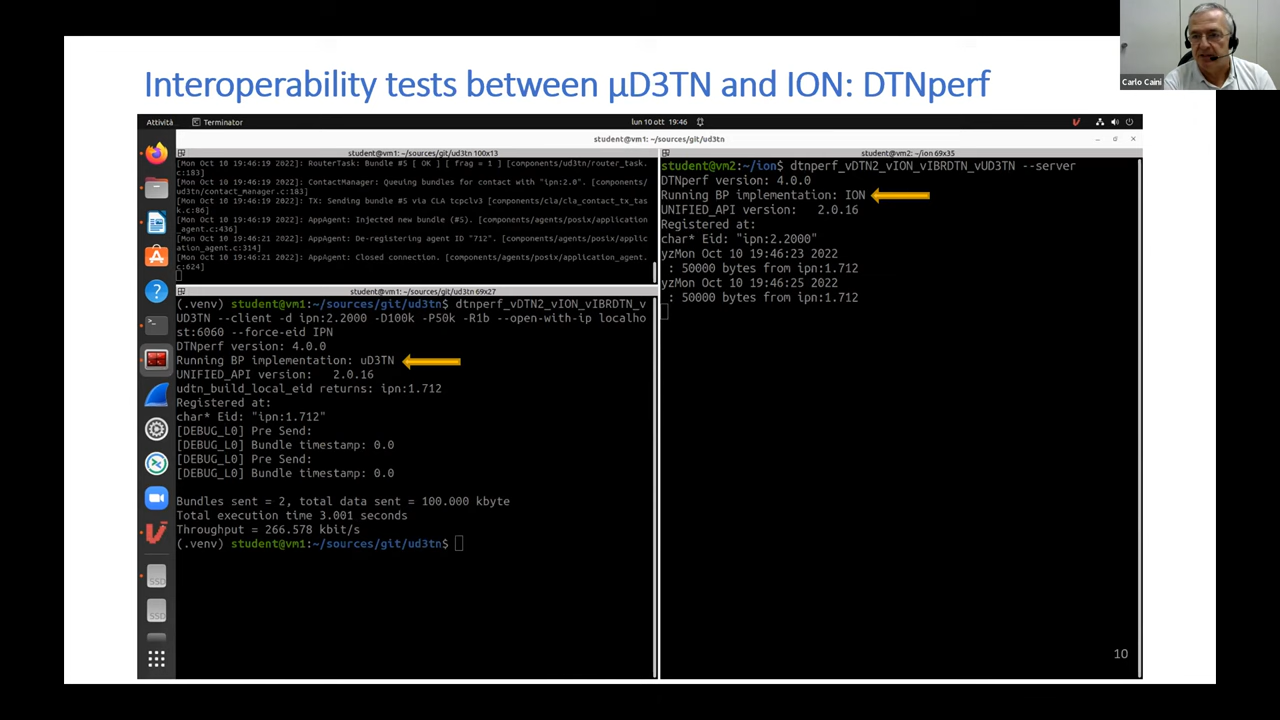 Carlo Caini
Interoperability tests between µD3TN and ION: DTNperf
Attività
Terminator
lun 10 ott 19:46
student@vm1: ~/sources/git/ud3tn
student@vm1: ~/sources/git/ud3tn 100x13
[Mon Oct 10 19:46:19 2022]: RouterTask: Bundle #5 [ OK ] [ frag = 1 ] [components/ud3tn/router_task.
c:183]
[Mon Oct 10 19:46:19 2022]: ContactManager: Queuing bundles for contact with "ipn:2.0". [components/
ud3tn/contact_manager.c:183]
[Mon Oct 10 19:46:19 2022]: TX: Sending bundle #5 via CLA tcpclv3 [components/cla/cla_contact_tx_tas
k.c:86]
[Mon Oct 10 19:46:21 2022]: AppAgent: Injected new bundle (#5). [components/agents/posix/application
_agent.c:436]
[Mon Oct 10 19:46:21 2022]: AppAgent: De-registering agent ID "712". [components/agents/posix/applic
ation_agent.c:314]
[Mon Oct 10 19:46:21 2022]: AppAgent: Closed connection. [components/agents/posix/application_agent.
c:624]
student@vm1: ~/sources/git/ud3tn 69x27
(.venv) student@vm1:~/sources/git/ud3tn$ dtnperf_vDTN2_vION_vIBRDTN_v
UD3TN --client -d ipn:2.2000 -D100k -P50k -R1b --open-with-ip localho
st:6060 --force-eid IPN
DTNperf version: 4.0.0
Running BP implementation: uD3TN
UNIFIED_API version:   2.0.16
udtn_build_local_eid returns: ipn:1.712
Registered at:
char* Eid: "ipn:1.712"
[DEBUG_L0] Pre Send:
[DEBUG_L0] Bundle timestamp: 0.0
[DEBUG_L0] Pre Send:
[DEBUG_L0] Bundle timestamp: 0.0
Bundles sent = 2, total data sent = 100.000 kbyte
Total execution time 3.001 seconds
Throughput = 266.578 kbit/s
(.venv) student@vm1:~/sources/git/ud3tn$
student@vm2: ~/ion 69x35
student@vm2:~/ion$ dtnperf_vDTN2_vION_vIBRDTN_vUD3TN --server
DTNperf version: 4.0.0
Running BP implementation: ION
UNIFIED_API version:   2.0.16
Registered at:
char* Eid: "ipn:2.2000"
yzMon Oct 10 19:46:23 2022
: 50000 bytes from ipn:1.712
yzMon Oct 10 19:46:25 2022
: 50000 bytes from ipn:1.712
SSD
SSD
10